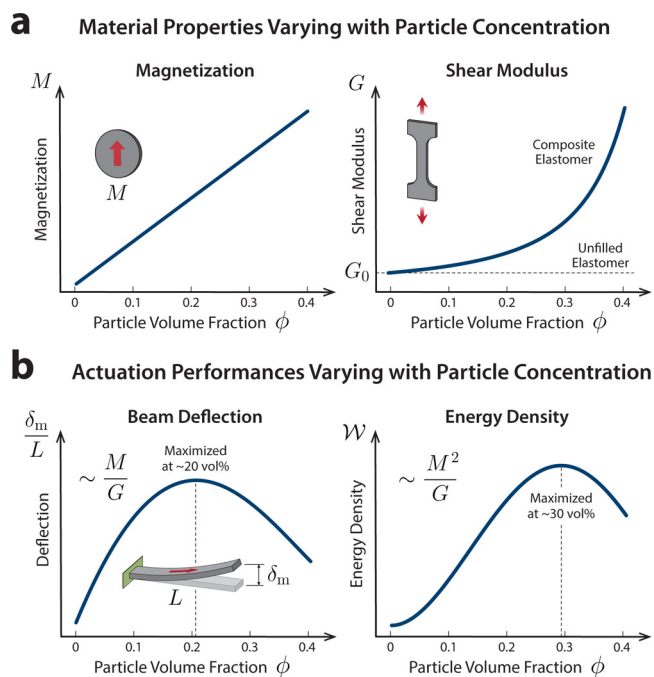 a Material Properties Varying with Particle Concentration
Magnetization
M
Magnetization
M
0 0.1 0.2 0.3 0.4
Particle Volume Fraction ϕ
Shear Modulus
G
Shear Modulus
Composite
Elastomer
Unfilled
Elastomer
G₀
0 0.1 0.2 0.3 0.4
Particle Volume Fraction ϕ
b Actuation Performances Varying with Particle Concentration
Beam Deflection
δₘ/L
~ M/G
Maximized
at ~20 vol%
Deflection
δₘ
L
0 0.1 0.2 0.3 0.4
Particle Volume Fraction ϕ
Energy Density
𝒲
~ M²/G
Maximized
at ~30 vol%
Energy Density
0 0.1 0.2 0.3 0.4
Particle Volume Fraction ϕ